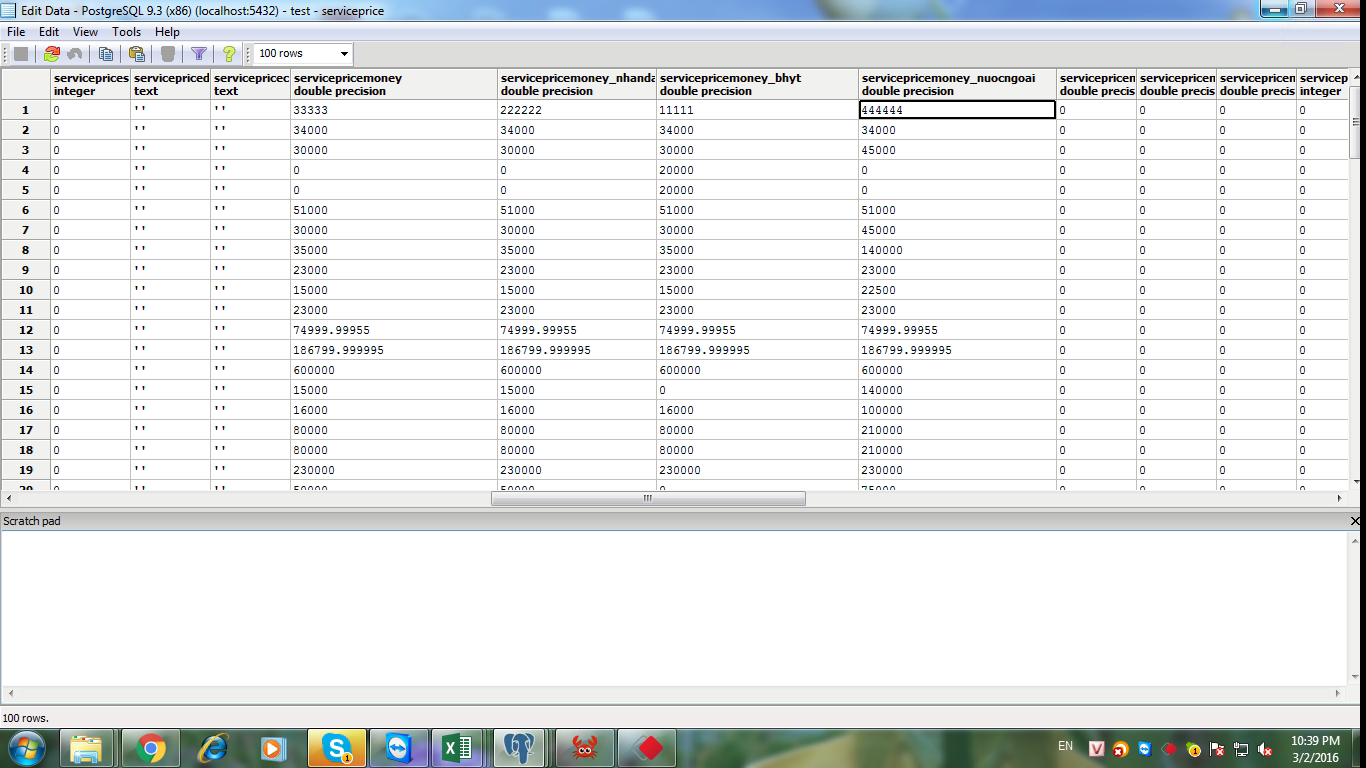 Edit Data - PostgreSQL 9.3 (x86) (localhost:5432) - test - serviceprice
File Edit View Tools Help
100 rows
serviceprices servicepriced servicepricec servicepricemoney servicepricemoney_nhanda servicepricemoney_bhyt servicepricemoney_nuocngoai servicepricen servicepricen servicepricen servicep
integer text text double precision double precision double precision double precision double precis double precis double precis integer
1 0 '' '' 33333 222222 11111 444444 0 0 0 0
2 0 '' '' 34000 34000 34000 34000 0 0 0 0
3 0 '' '' 30000 30000 30000 45000 0 0 0 0
4 0 '' '' 0 0 20000 0 0 0 0 0
5 0 '' '' 0 0 20000 0 0 0 0 0
6 0 '' '' 51000 51000 51000 51000 0 0 0 0
7 0 '' '' 30000 30000 30000 45000 0 0 0 0
8 0 '' '' 35000 35000 35000 140000 0 0 0 0
9 0 '' '' 23000 23000 23000 23000 0 0 0 0
10 0 '' '' 15000 15000 15000 22500 0 0 0 0
11 0 '' '' 23000 23000 23000 23000 0 0 0 0
12 0 '' '' 74999.99955 74999.99955 74999.99955 74999.99955 0 0 0 0
13 0 '' '' 186799.999995 186799.999995 186799.999995 186799.999995 0 0 0 0
14 0 '' '' 600000 600000 600000 600000 0 0 0 0
15 0 '' '' 15000 15000 0 140000 0 0 0 0
16 0 '' '' 16000 16000 16000 100000 0 0 0 0
17 0 '' '' 80000 80000 80000 210000 0 0 0 0
18 0 '' '' 80000 80000 80000 210000 0 0 0 0
19 0 '' '' 230000 230000 230000 230000 0 0 0 0
20 0 '' '' 50000 50000 0 75000 0 0 0 0
Scratch pad
100 rows.
EN
10:39 PM
3/2/2016